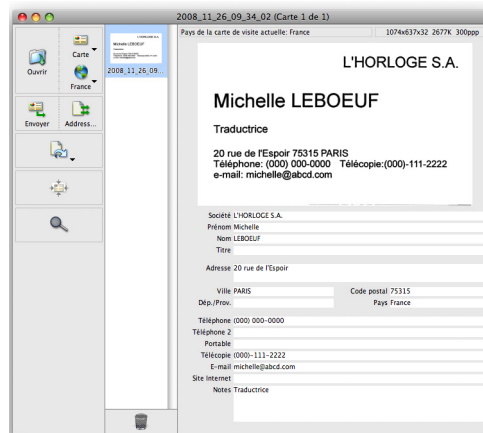 2008_11_26_09_34_02 (Carte 1 de 1)
Pays de la carte de visite actuelle: France 1074x637x32 2677K 300ppp
Ouvrir
Carte
France
Envoyer
Address...
2008_11_26_09...
L'HORLOGE S.A.
Michelle LEBOEUF
Traductrice
20 rue de l'Espoir 75315 PARIS
Téléphone: (000) 000-0000 Télécopie:(000)-111-2222
e-mail: michelle@abcd.com
Société L'HORLOGE S.A.
Prénom Michelle
Nom LEBOEUF
Titre
Adresse 20 rue de l'Espoir
Ville PARIS Code postal 75315
Dép./Prov. Pays France
Téléphone (000) 000-0000
Téléphone 2
Portable
Télécopie (000)-111-2222
E-mail michelle@abcd.com
Site Internet
Notes Traductrice